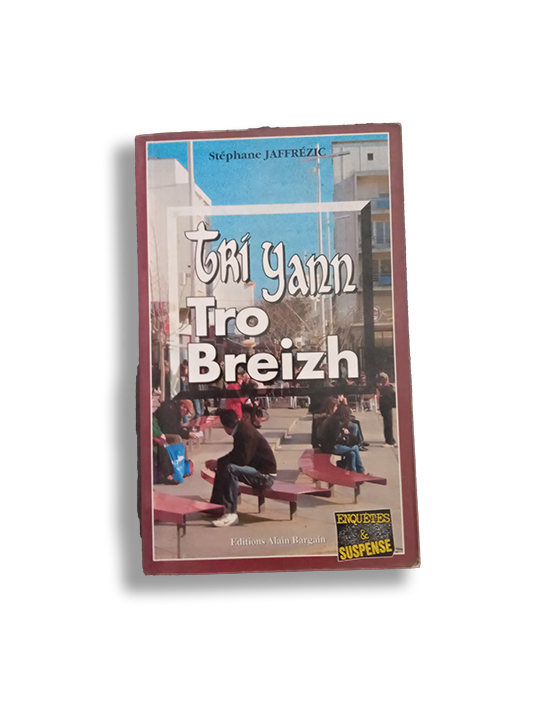 Stéphane JAFFRÉZIC
TRI Yann
Tro
Breizh
Editions Alain Bargain
ENQUÊTES
&
SUSPENSE